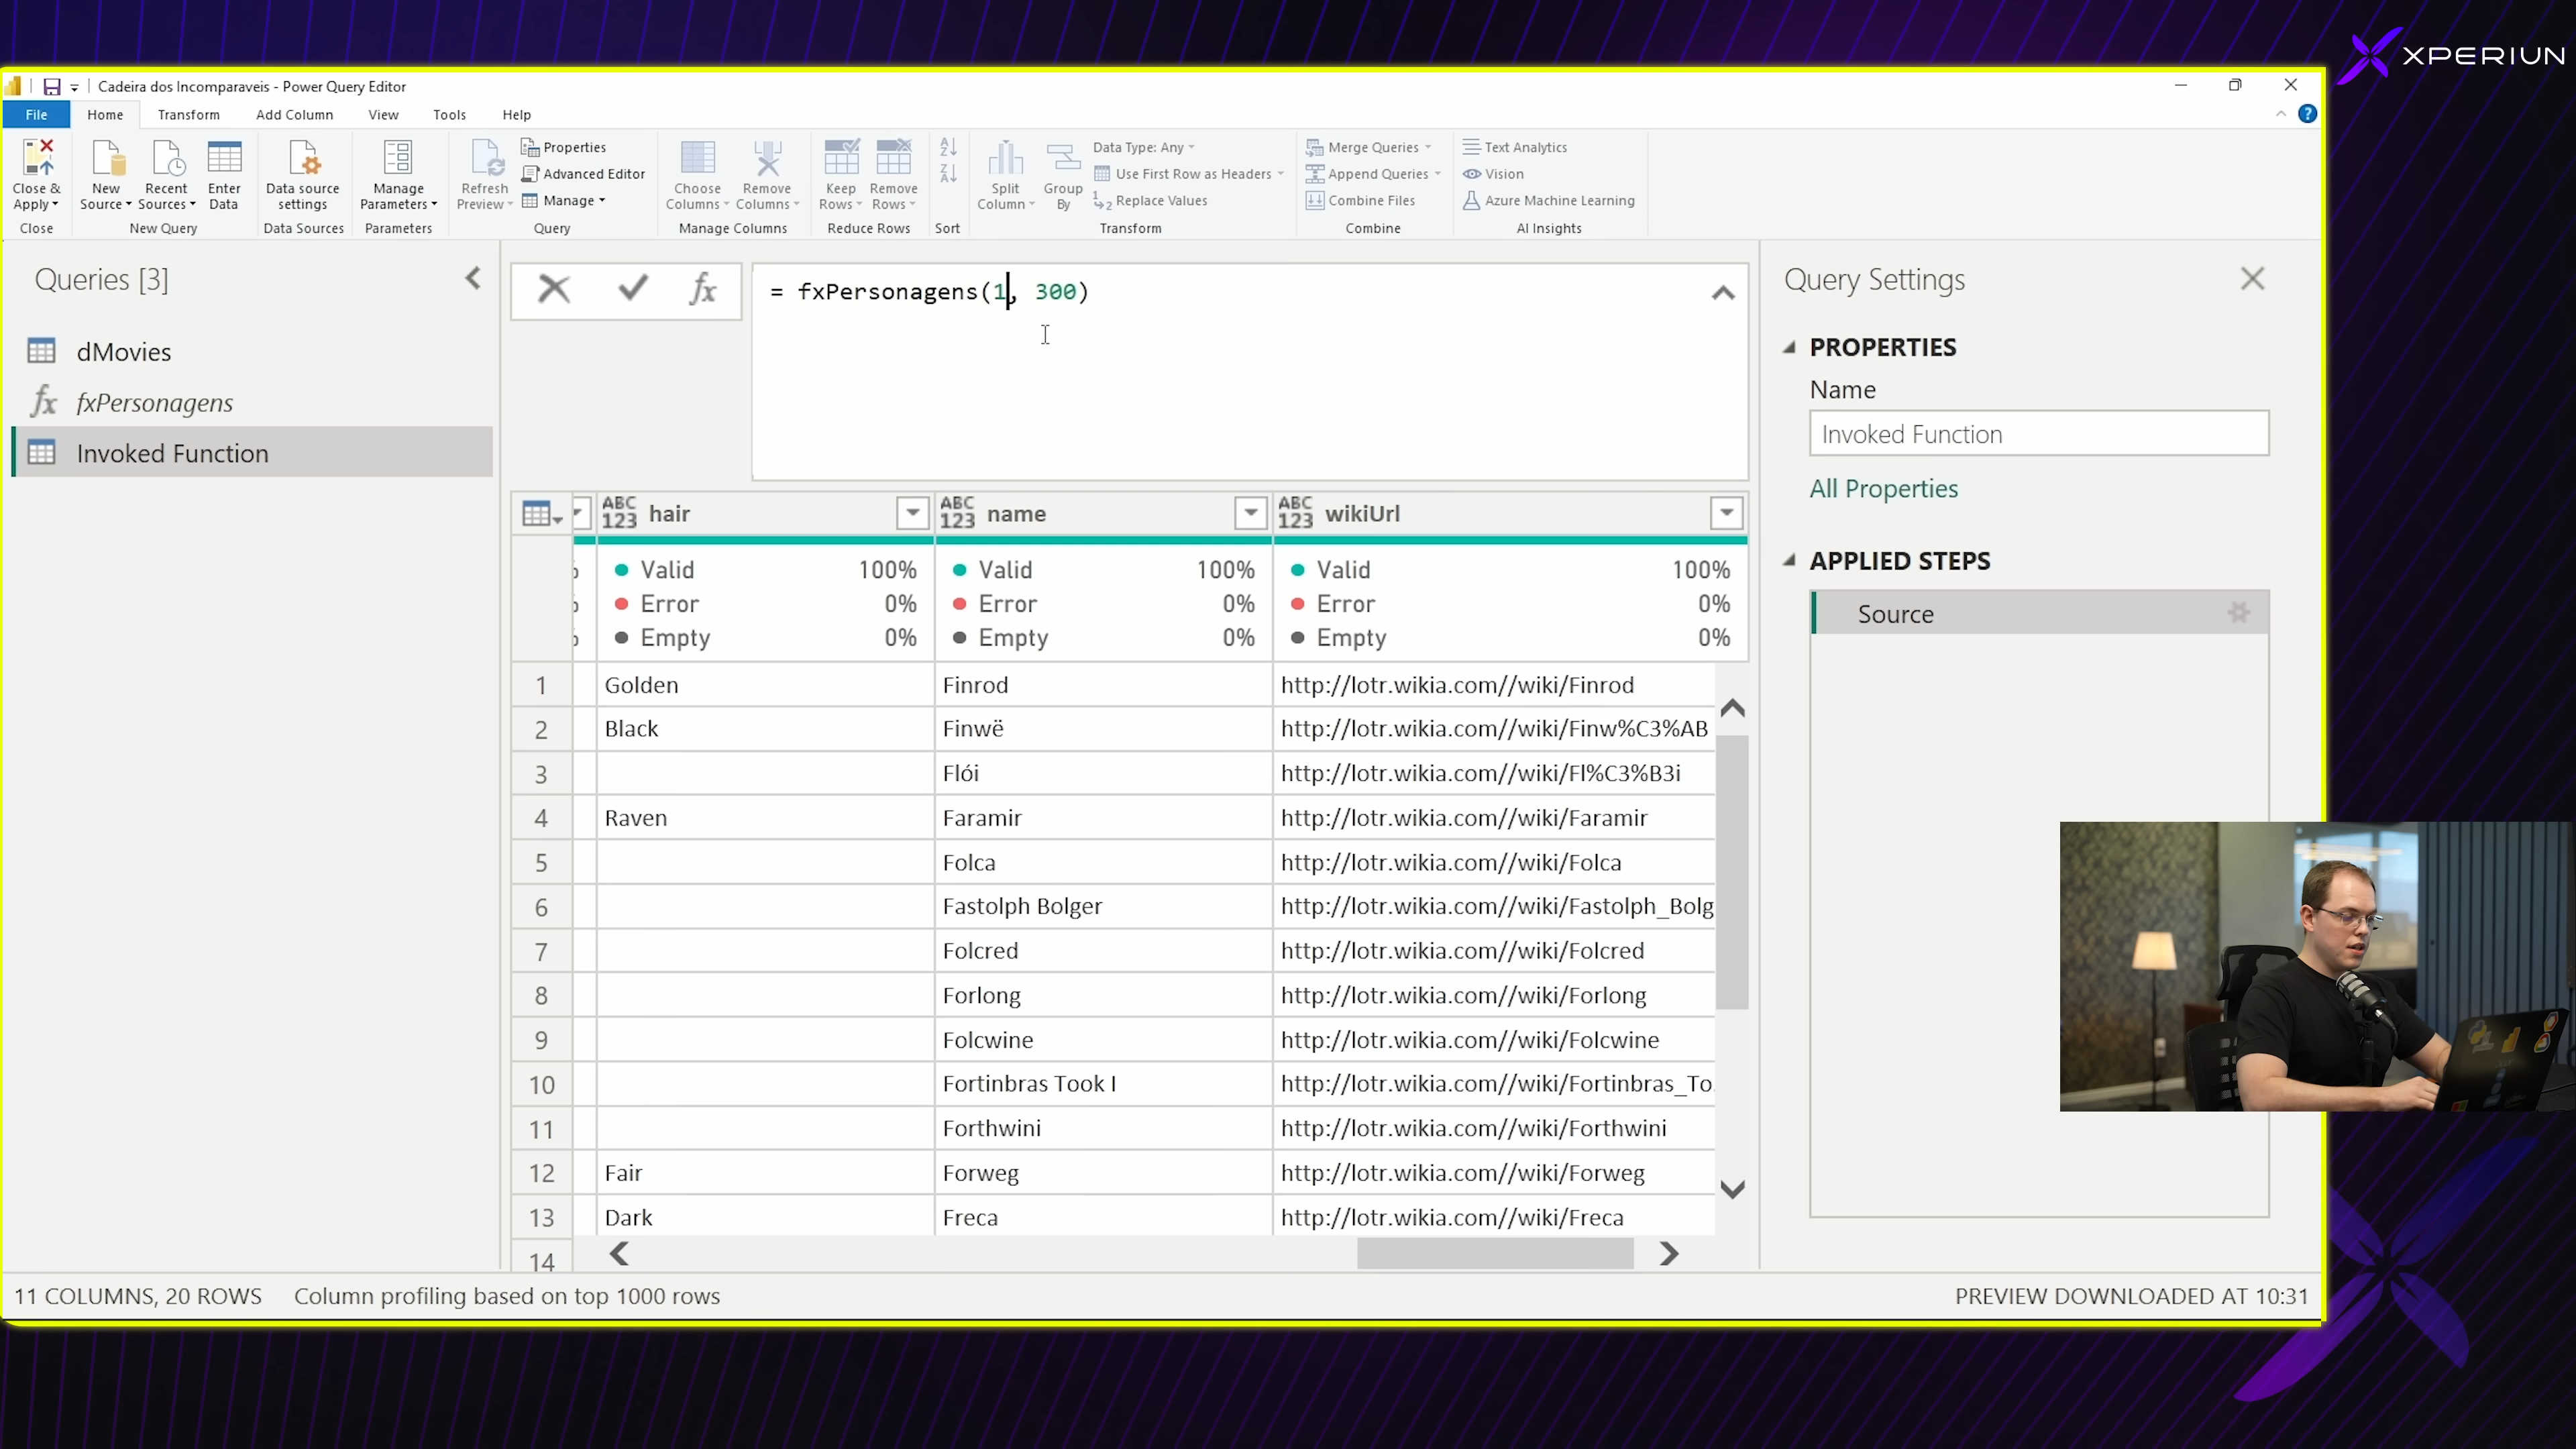 XPERIUN
Cadeira dos Incomparaveis - Power Query Editor
File Home Transform Add Column View Tools Help
Close & Apply
New Source
Recent Sources
Enter Data
Data source settings
Manage Parameters
Refresh Preview
Properties
Advanced Editor
Manage
Choose Columns
Remove Columns
Keep Rows
Remove Rows
Split Column
Group By
Data Type: Any
Use First Row as Headers
Replace Values
Merge Queries
Append Queries
Combine Files
Text Analytics
Vision
Azure Machine Learning
Close New Query Data Sources Parameters Query Manage Columns Reduce Rows Sort Transform Combine AI Insights
Queries [3]
dMovies
fx fxPersonagens
Invoked Function
fx
= fxPersonagens(1, 300)
ABC 123 hair ABC 123 name ABC 123 wikiUrl
Valid 100% Valid 100% Valid 100%
Error 0% Error 0% Error 0%
Empty 0% Empty 0% Empty 0%
1 Golden Finrod http://lotr.wikia.com//wiki/Finrod
2 Black Finwë http://lotr.wikia.com//wiki/Finw%C3%AB
3 Flói http://lotr.wikia.com//wiki/Fl%C3%B3i
4 Raven Faramir http://lotr.wikia.com//wiki/Faramir
5 Folca http://lotr.wikia.com//wiki/Folca
6 Fastolph Bolger http://lotr.wikia.com//wiki/Fastolph_Bolg
7 Folcred http://lotr.wikia.com//wiki/Folcred
8 Forlong http://lotr.wikia.com//wiki/Forlong
9 Folcwine http://lotr.wikia.com//wiki/Folcwine
10 Fortinbras Took I http://lotr.wikia.com//wiki/Fortinbras_To.
11 Forthwini http://lotr.wikia.com//wiki/Forthwini
12 Fair Forweg http://lotr.wikia.com//wiki/Forweg
13 Dark Freca http://lotr.wikia.com//wiki/Freca
14
Query Settings
PROPERTIES
Name
Invoked Function
All Properties
APPLIED STEPS
Source
11 COLUMNS, 20 ROWS Column profiling based on top 1000 rows PREVIEW DOWNLOADED AT 10:31